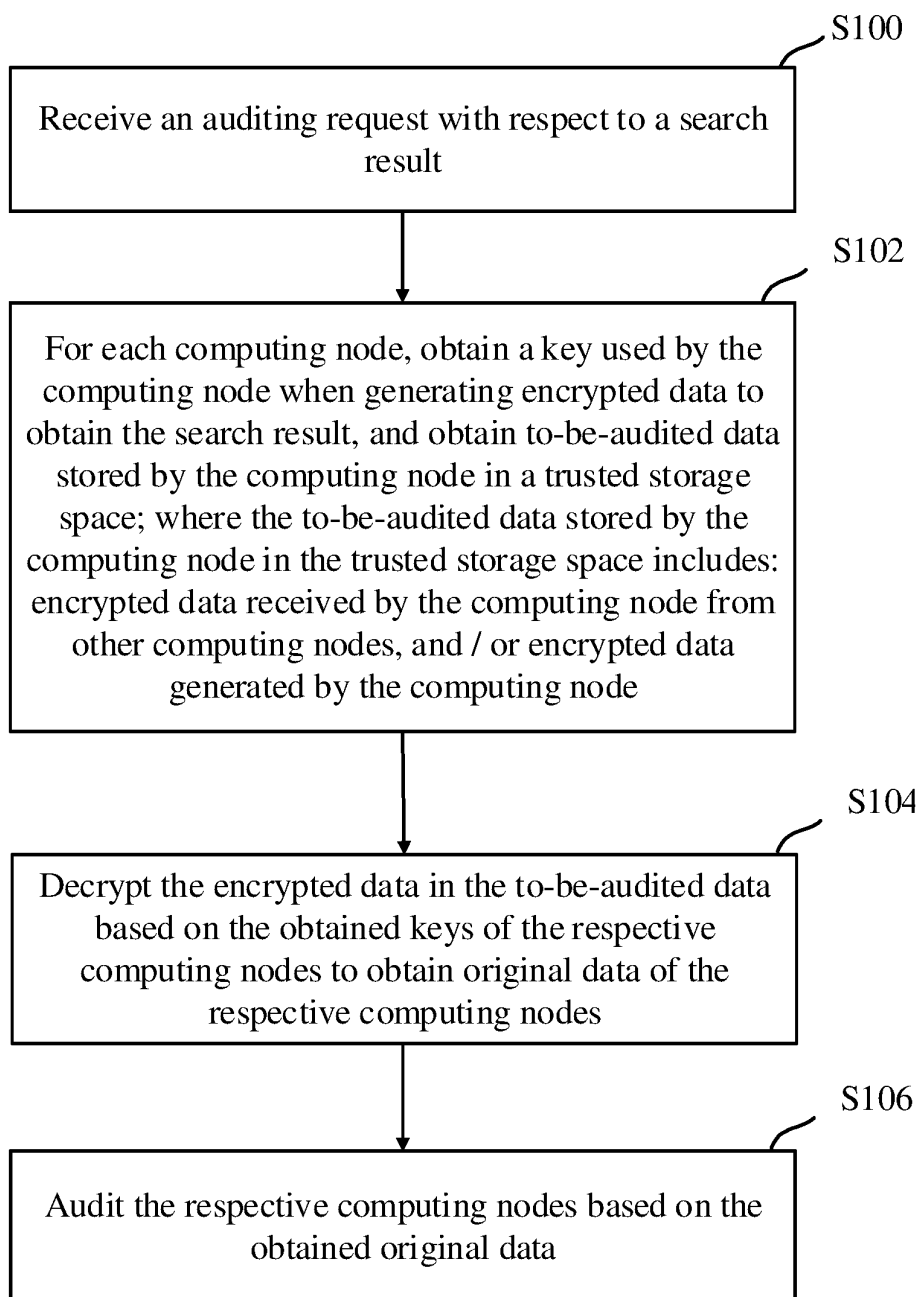 S100
Receive an auditing request with respect to a search
result
S102
For each computing node, obtain a key used by the
computing node when generating encrypted data to
obtain the search result, and obtain to-be-audited data
stored by the computing node in a trusted storage
space; where the to-be-audited data stored by the
computing node in the trusted storage space includes:
encrypted data received by the computing node from
other computing nodes, and / or encrypted data
generated by the computing node
S104
Decrypt the encrypted data in the to-be-audited data
based on the obtained keys of the respective
computing nodes to obtain original data of the
respective computing nodes
S106
Audit the respective computing nodes based on the
obtained original data